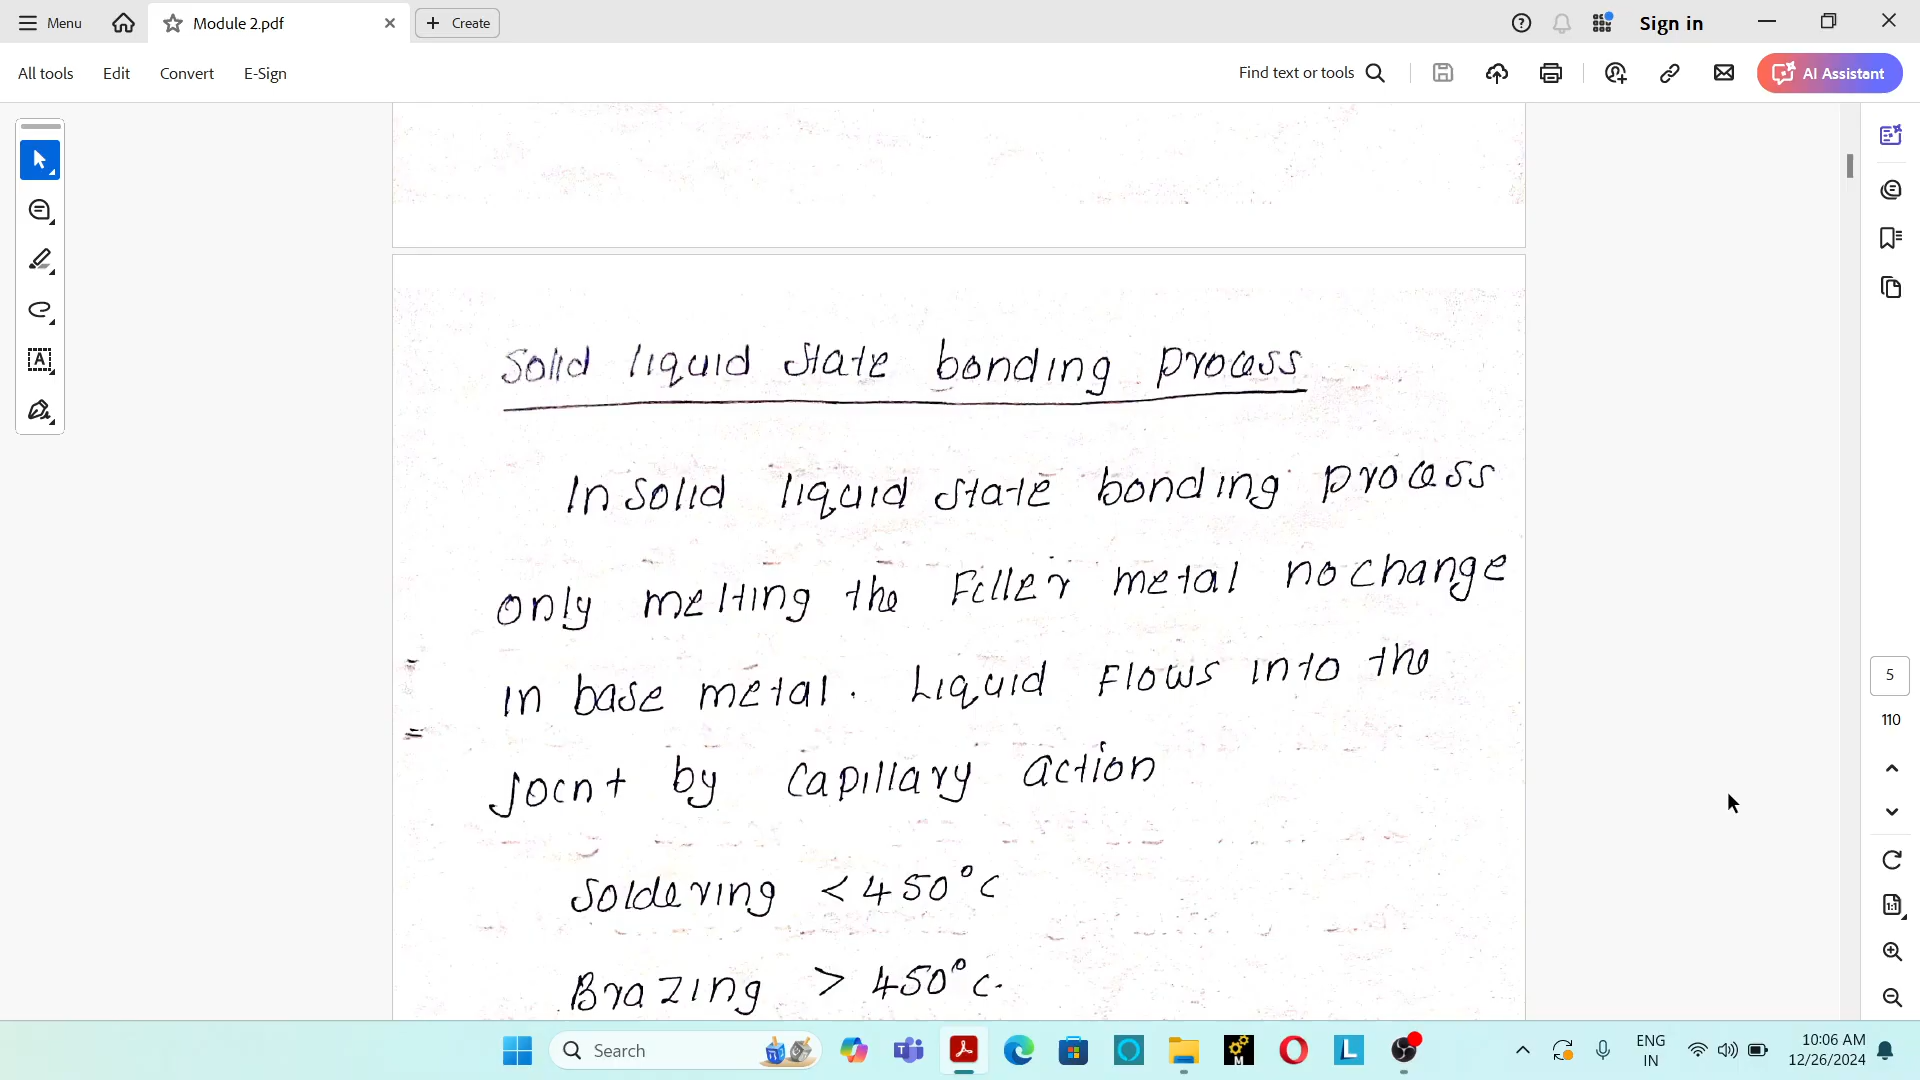 Menu
Module 2.pdf
Create
Sign in
All tools
Edit
Convert
E-Sign
Find text or tools
AI Assistant
Solid liquid state bonding process
In solid liquid state bonding process
only melting the Filler metal no change
in base metal. Liquid Flows into the
joint by capillary action
Soldering < 450°C
Brazing > 450°C.
5
110
Search
ENG
IN
10:06 AM
12/26/2024